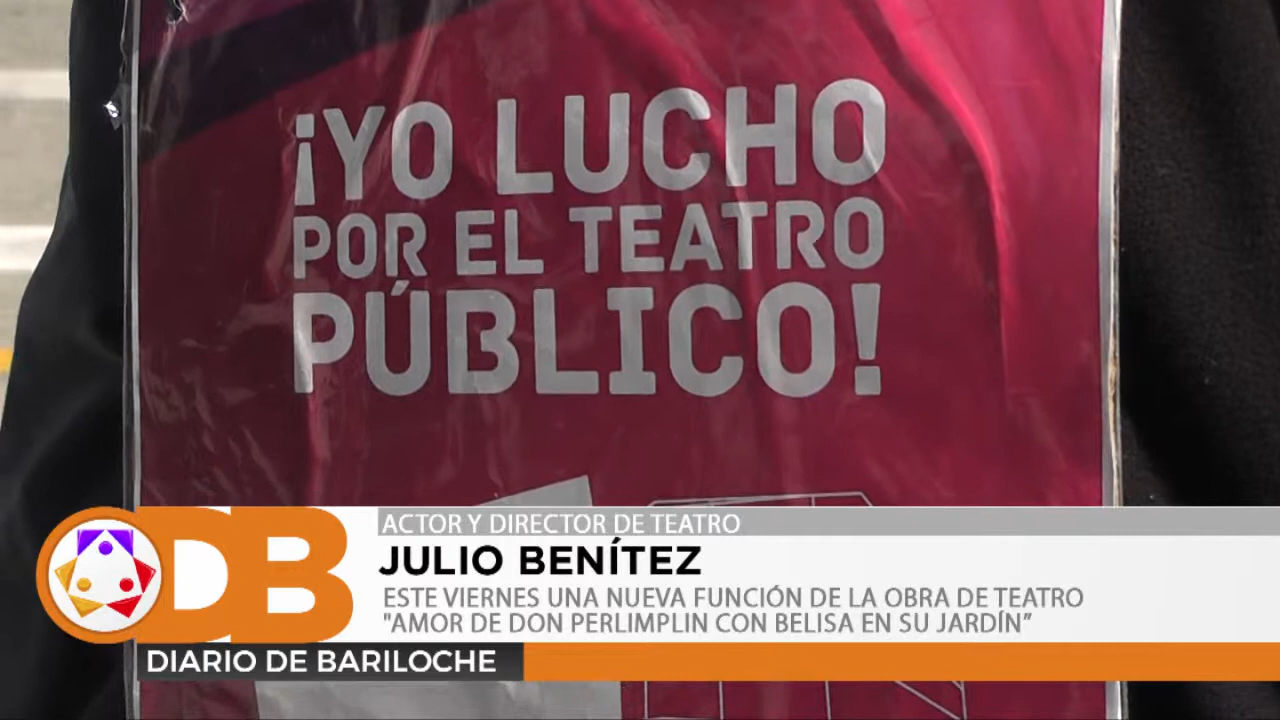 ¡YO LUCHO
POR EL TEATRO
PÚBLICO!
DB
ACTOR Y DIRECTOR DE TEATRO
JULIO BENÍTEZ
ESTE VIERNES UNA NUEVA FUNCIÓN DE LA OBRA DE TEATRO
"AMOR DE DON PERLIMPLIN CON BELISA EN SU JARDÍN”
DIARIO DE BARILOCHE